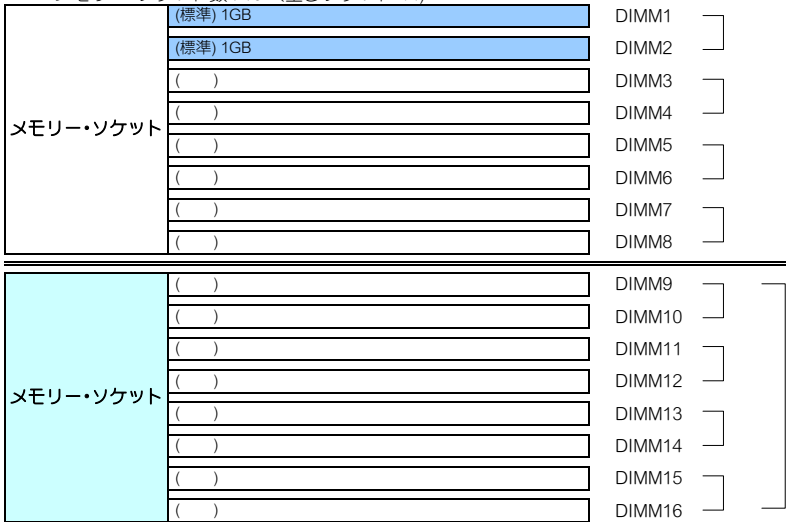 (標準) 1GB DIMM1
(標準) 1GB DIMM2
( ) DIMM3
( ) DIMM4
メモリー・ソケット
( ) DIMM5
( ) DIMM6
( ) DIMM7
( ) DIMM8
( ) DIMM9
( ) DIMM10
( ) DIMM11
( ) DIMM12
メモリー・ソケット
( ) DIMM13
( ) DIMM14
( ) DIMM15
( ) DIMM16